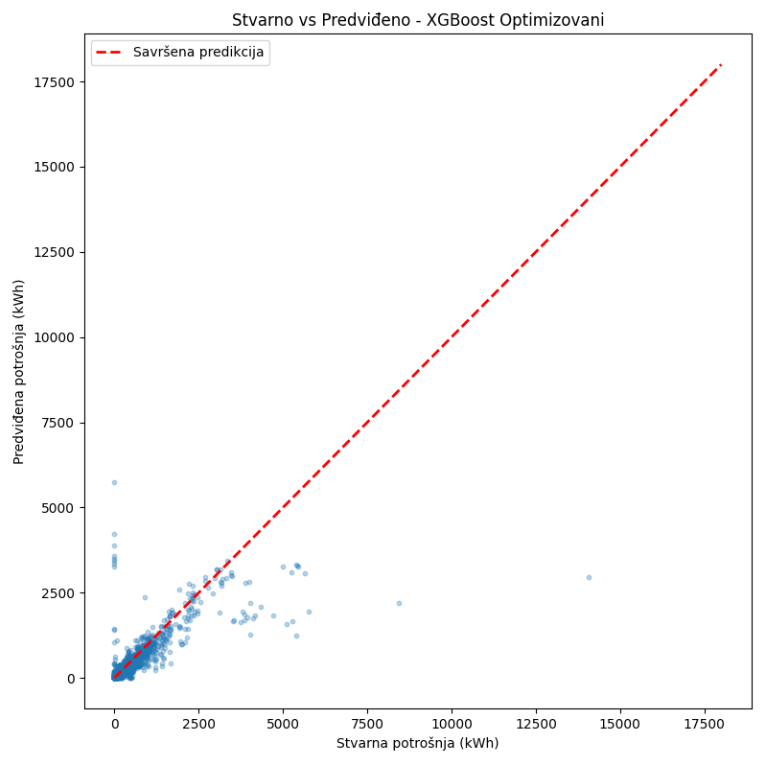 Stvarno vs Predviđeno - XGBoost Optimizovani
Savršena predikcija
17500
15000
12500
10000
7500
5000
2500
0
Predviđena potrošnja (kWh)
0 2500 5000 7500 10000 12500 15000 17500
Stvarna potrošnja (kWh)